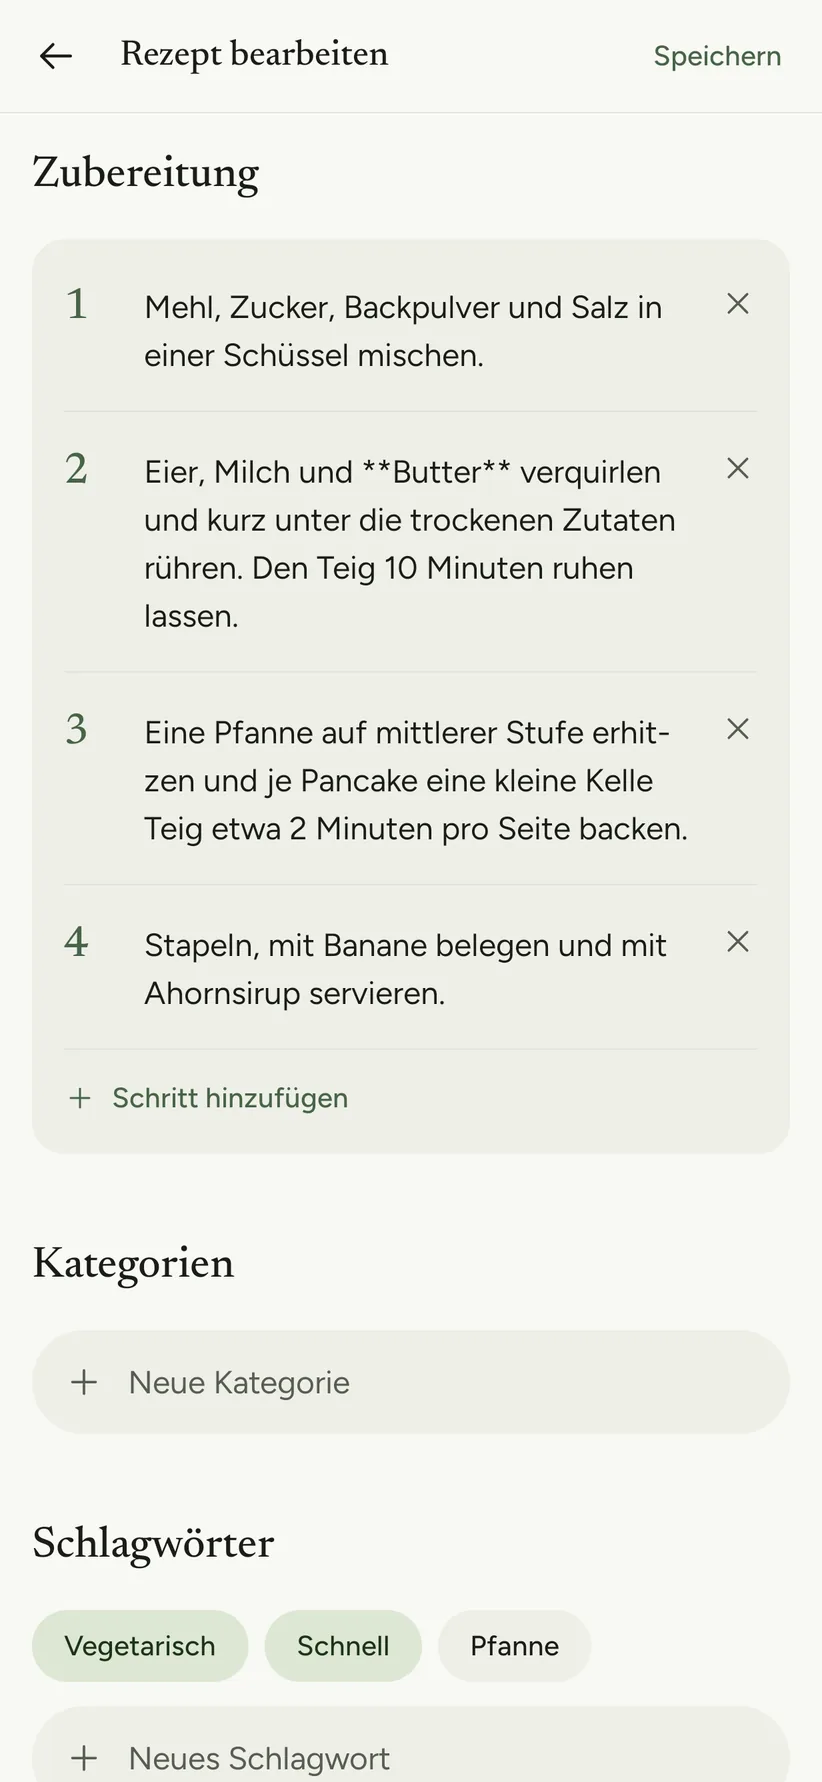 Rezept bearbeiten
Speichern
Zubereitung
1
Mehl, Zucker, Backpulver und Salz in
einer Schüssel mischen.
2
Eier, Milch und **Butter** verquirlen
und kurz unter die trockenen Zutaten
rühren. Den Teig 10 Minuten ruhen
lassen.
3
Eine Pfanne auf mittlerer Stufe erhit-
zen und je Pancake eine kleine Kelle
Teig etwa 2 Minuten pro Seite backen.
4
Stapeln, mit Banane belegen und mit
Ahornsirup servieren.
+ Schritt hinzufügen
Kategorien
+ Neue Kategorie
Schlagwörter
Vegetarisch
Schnell
Pfanne
+ Neues Schlagwort